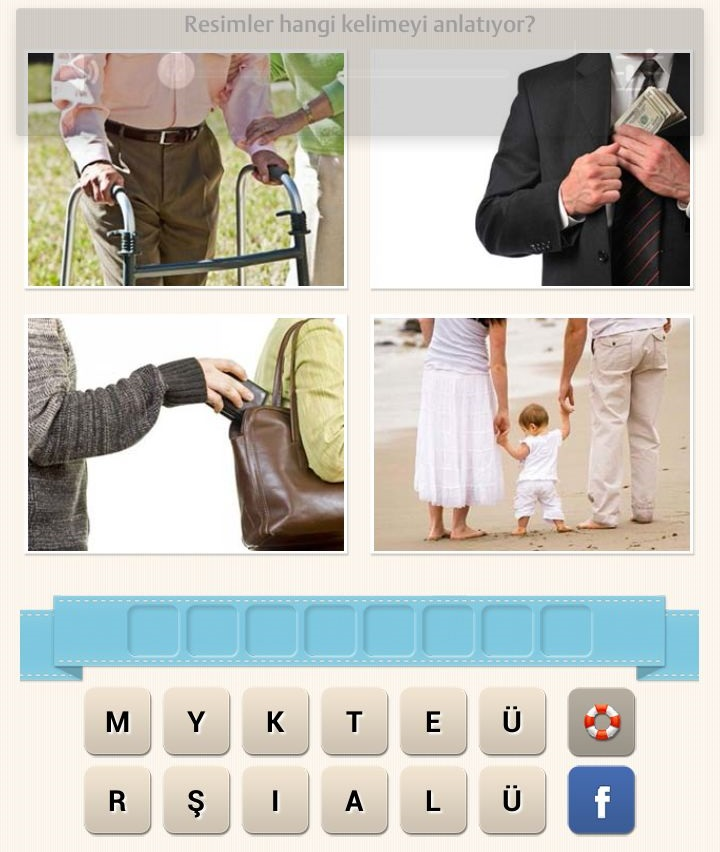 Resimler hangi kelimeyi anlatıyor?
M Y K T E Ü
R Ş I A L Ü f